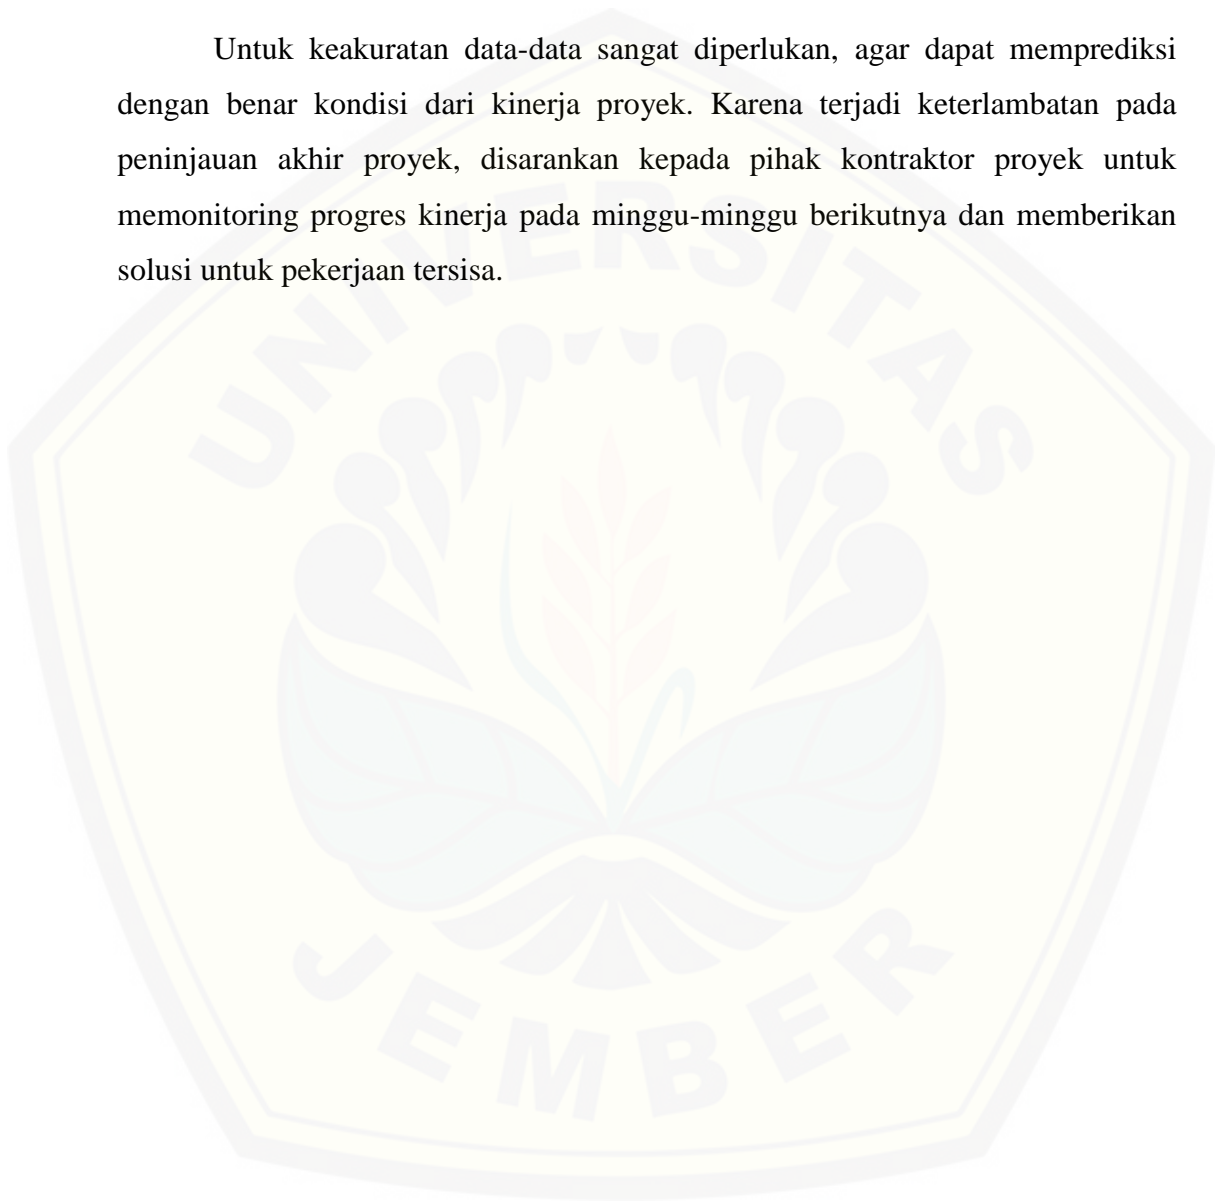 Untuk keakuratan data-data sangat diperlukan, agar dapat memprediksi
dengan benar kondisi dari kinerja proyek. Karena terjadi keterlambatan pada
peninjauan akhir proyek, disarankan kepada pihak kontraktor proyek untuk
memonitoring progres kinerja pada minggu-minggu berikutnya dan memberikan
solusi untuk pekerjaan tersisa.
UNIVERSITAS
JEMBER